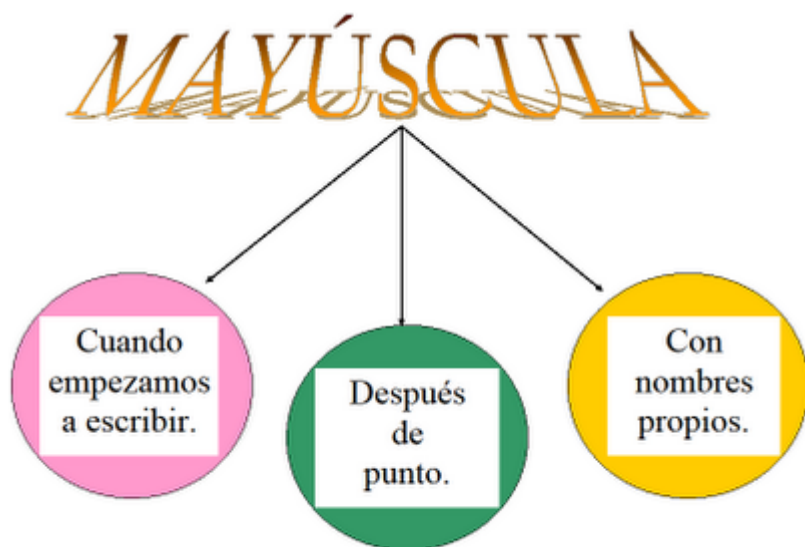 MAYÚSCULA
Cuando
empezamos
a escribir.
Después
de
punto.
Con
nombres
propios.